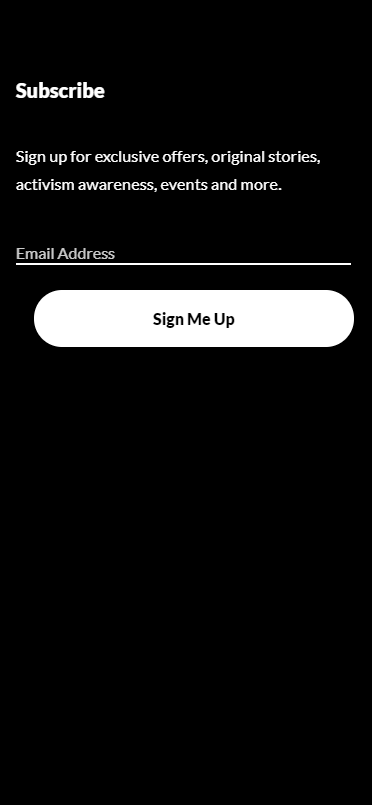 Subscribe
Sign up for exclusive offers, original stories,
activism awareness, events and more.
Email Address
Sign Me Up